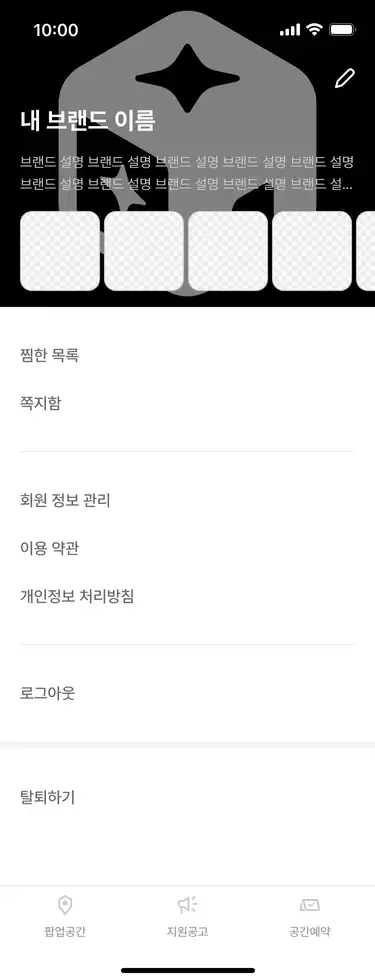 10:00
내 브랜드 이름
브랜드 설명 브랜드 설명 브랜드 설명 브랜드 설명 브랜드 설명
브랜드 설명 브랜드 설명 브랜드 설명 브랜드 설명 브랜드 설...
찜한 목록
쪽지함
회원 정보 관리
이용 약관
개인정보 처리방침
로그아웃
탈퇴하기
팝업공간 지원공고 공간예약